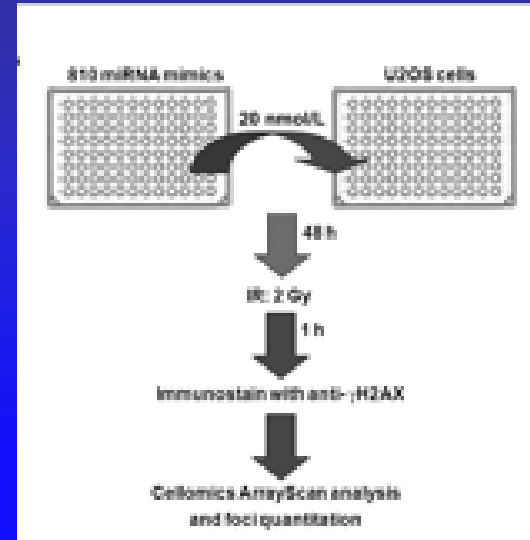 810 miRNA mimics
U2OS cells
20 nmol/L
48 h
IR: 2 Gy
1 h
Immunostain with anti-γH2AX
Cellomics ArrayScan analysis
and foci quantitation